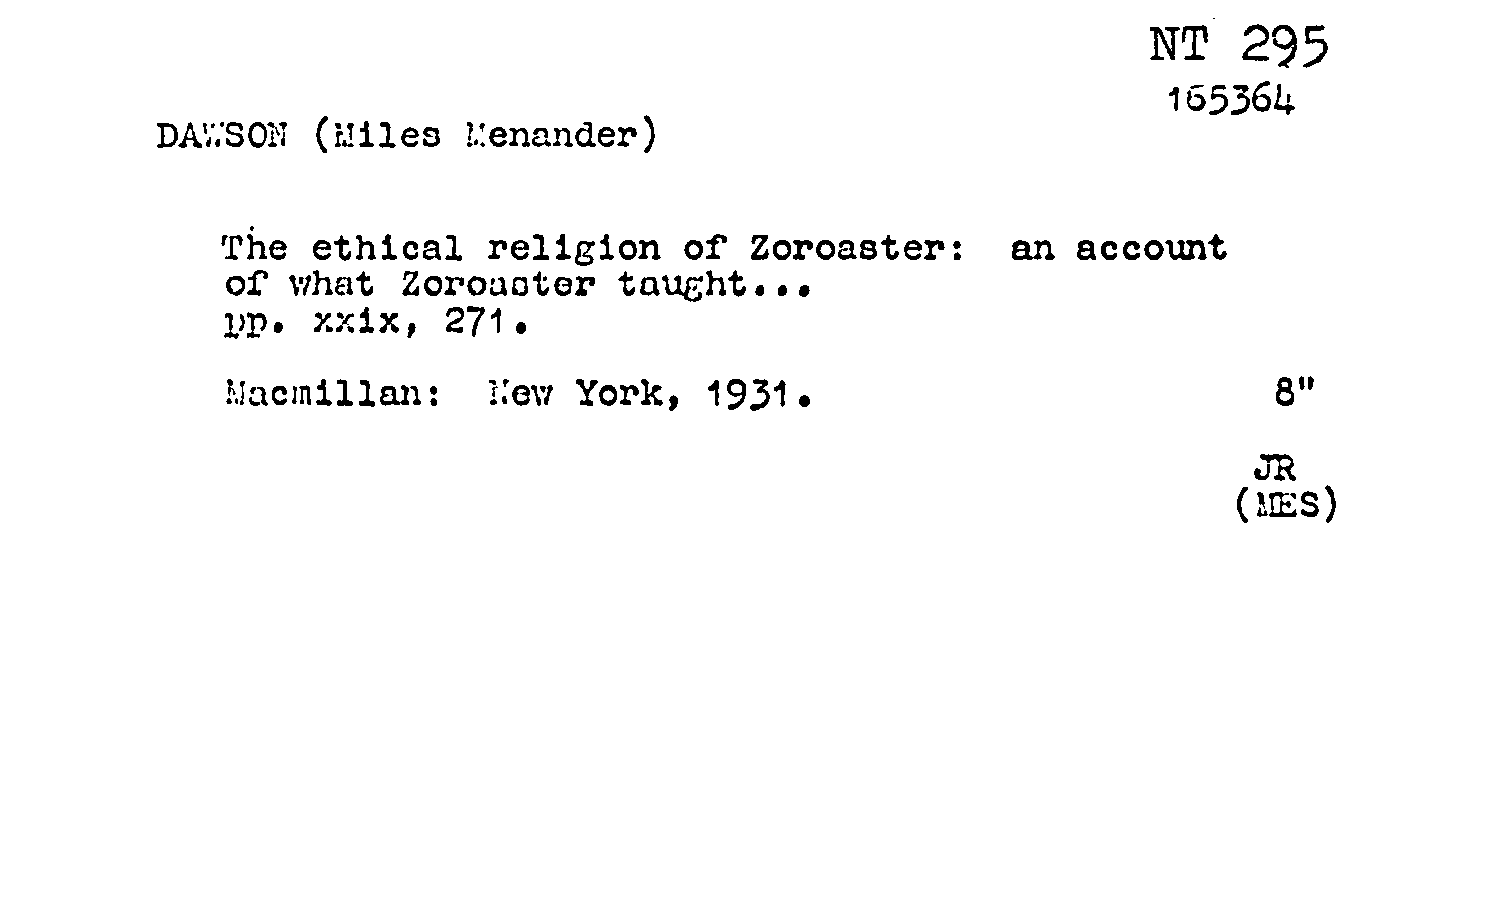 NT 295
165364
DAWSON (Miles Menander)
The ethical religion of Zoroaster: an account
of what Zoroaster taught...
pp. xxix, 271.
Macmillan: New York, 1931. 8"
JR
(MES)